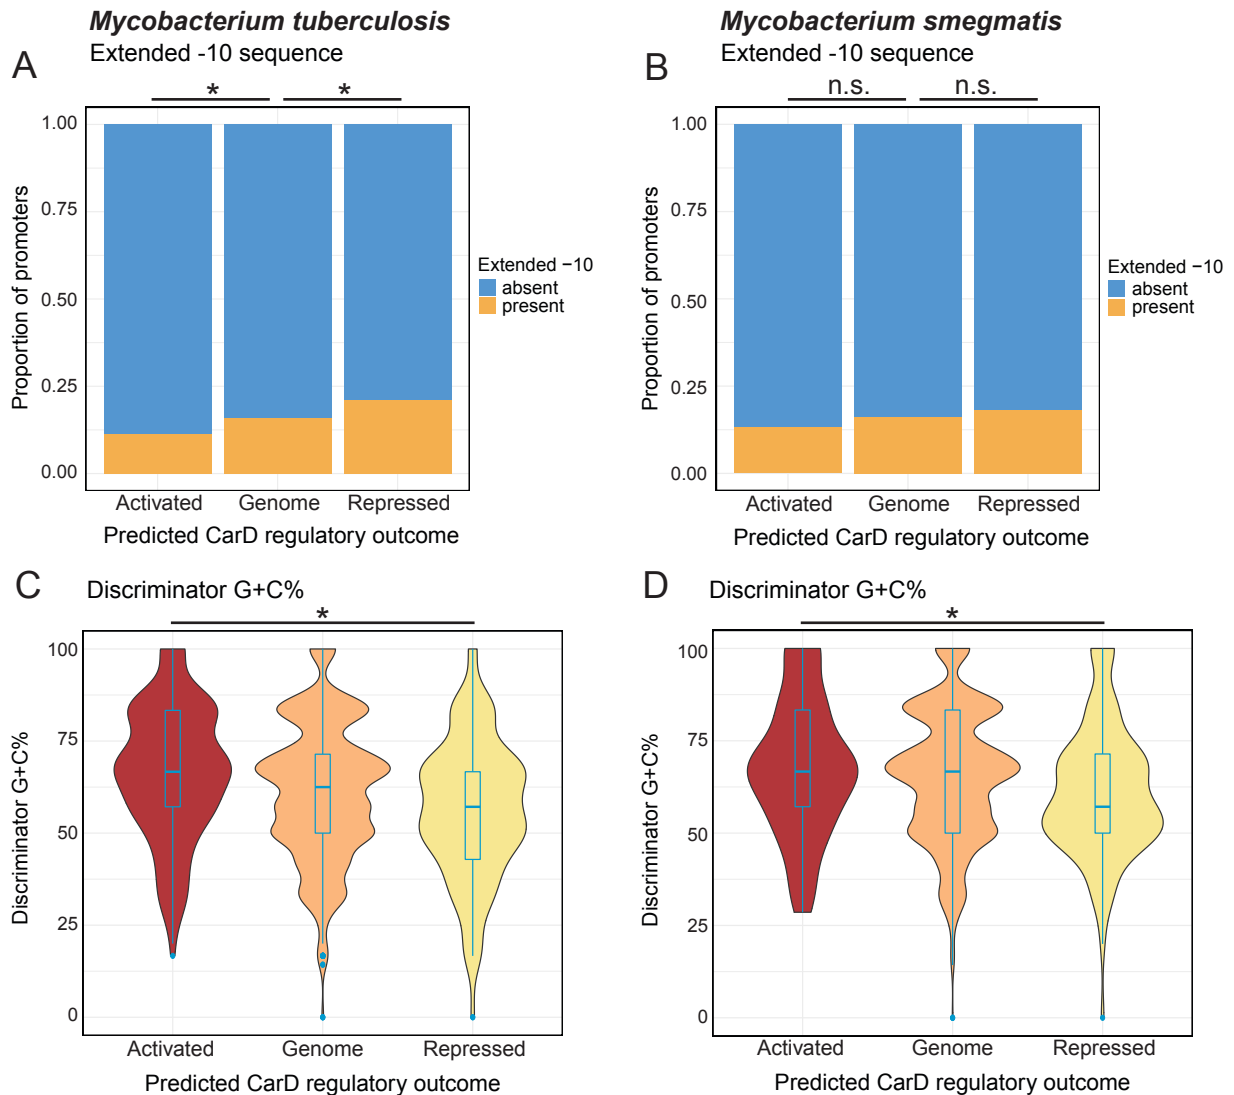 Mycobacterium tuberculosis
Extended -10 sequence
A
* *
1.00
0.75
0.50
0.25
0.00
Proportion of promoters
Activated Genome Repressed
Predicted CarD regulatory outcome
Extended −10
absent
present
Mycobacterium smegmatis
Extended -10 sequence
B
n.s. n.s.
1.00
0.75
0.50
0.25
0.00
Proportion of promoters
Activated Genome Repressed
Predicted CarD regulatory outcome
Extended −10
absent
present
C
Discriminator G+C%
*
100
75
50
25
0
Discriminator G+C%
Activated Genome Repressed
Predicted CarD regulatory outcome
D
Discriminator G+C%
*
100
75
50
25
0
Discriminator G+C%
Activated Genome Repressed
Predicted CarD regulatory outcome